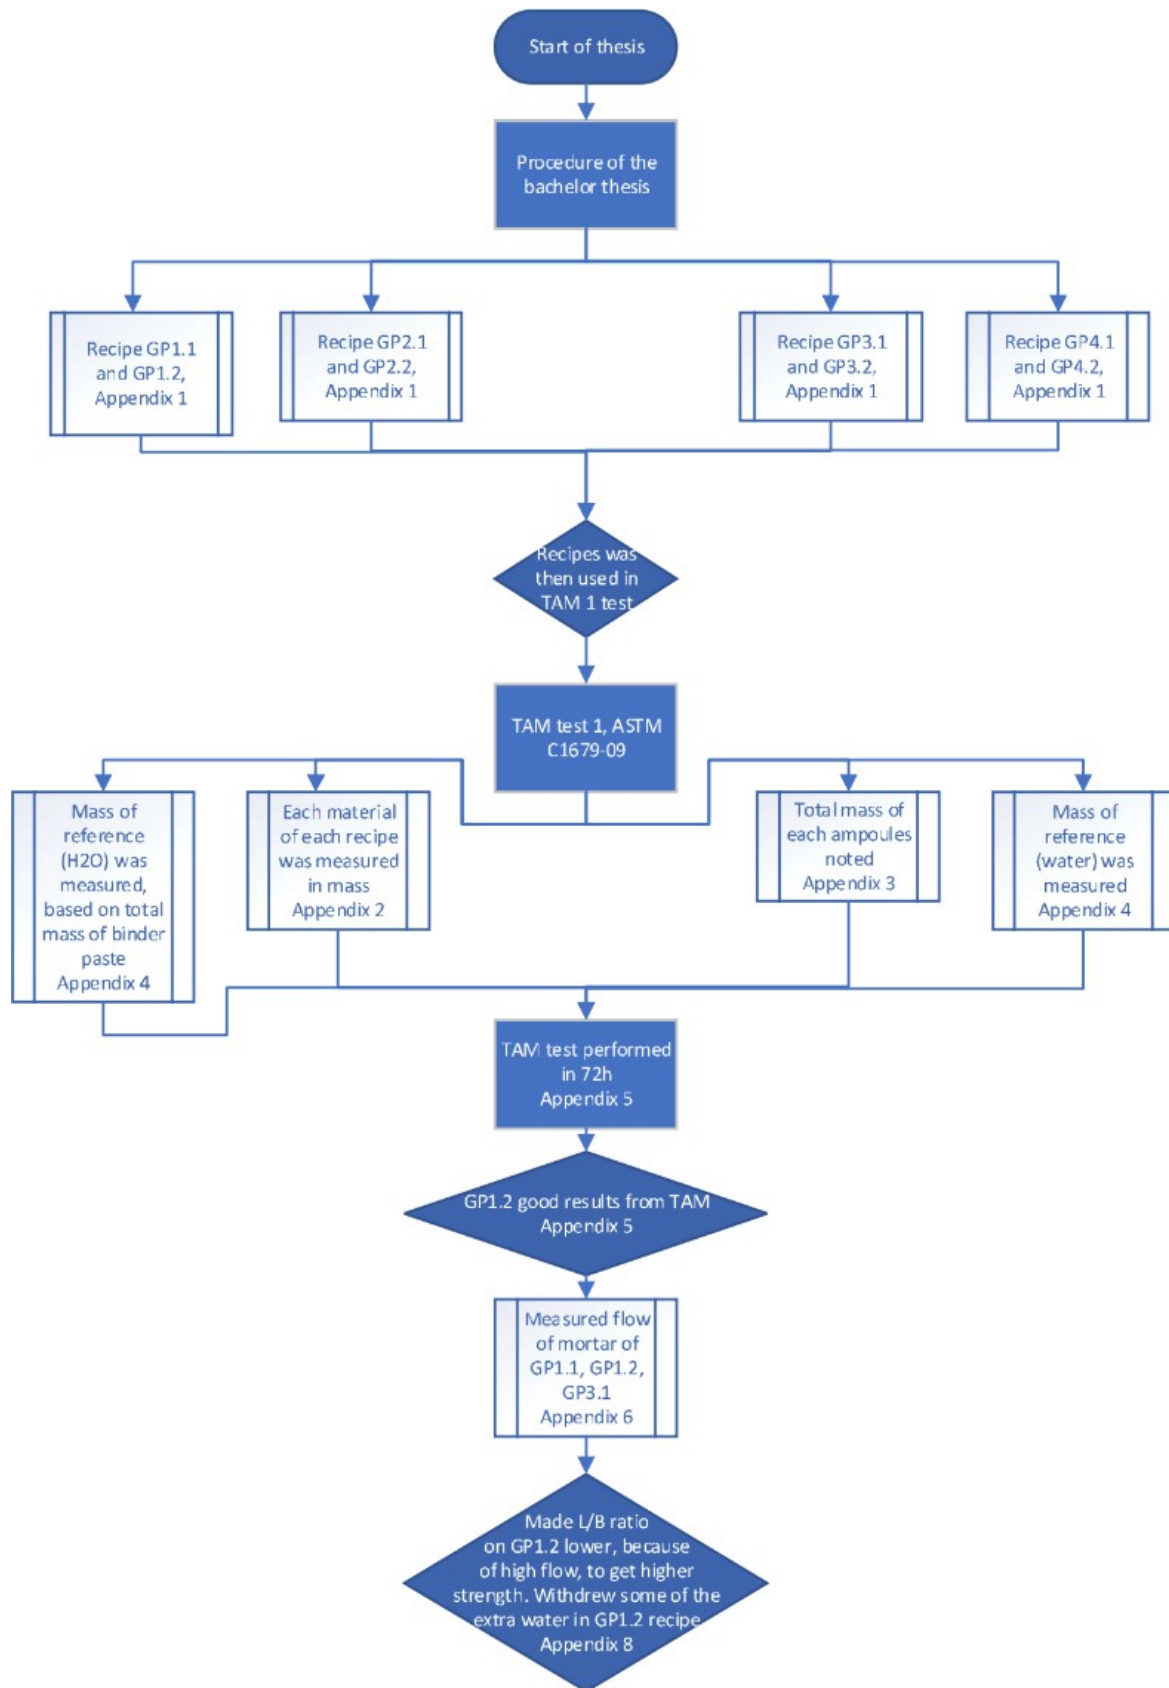 Start of thesis
Procedure of the
bachelor thesis
Recipe GP1.1
and GP1.2,
Appendix 1
Recipe GP2.1
and GP2.2,
Appendix 1
Recipe GP3.1
and GP3.2,
Appendix 1
Recipe GP4.1
and GP4.2,
Appendix 1
Recipes was
then used in
TAM 1 test
TAM test 1, ASTM
C1679-09
Mass of
reference
(H2O) was
measured,
based on total
mass of binder
paste
Appendix 4
Each material
of each recipe
was measured
in mass
Appendix 2
Total mass of
each ampoules
noted
Appendix 3
Mass of
reference
(water) was
measured
Appendix 4
TAM test performed
in 72h
Appendix 5
GP1.2 good results from TAM
Appendix 5
Measured flow
of mortar of
GP1.1, GP1.2,
GP3.1
Appendix 6
Made L/B ratio
on GP1.2 lower, because
of high flow, to get higher
strength. Withdrew some of the
extra water in GP1.2 recipe
Appendix 8